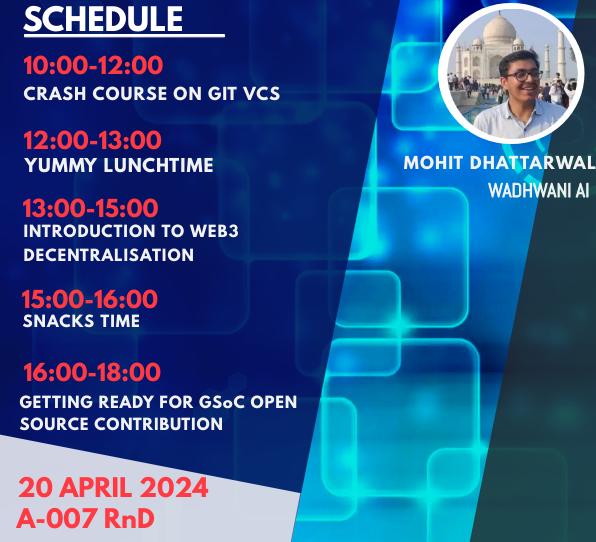 SCHEDULE
10:00-12:00
CRASH COURSE ON GIT VCS
12:00-13:00
YUMMY LUNCHTIME
13:00-15:00
INTRODUCTION TO WEB3
DECENTRALISATION
15:00-16:00
SNACKS TIME
16:00-18:00
GETTING READY FOR GSoC OPEN
SOURCE CONTRIBUTION
20 APRIL 2024
A-007 RnD
MOHIT DHATTARWAL
WADHWANI AI